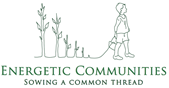 ENERGETIC COMMUNITIES
SOWING A COMMON THREAD